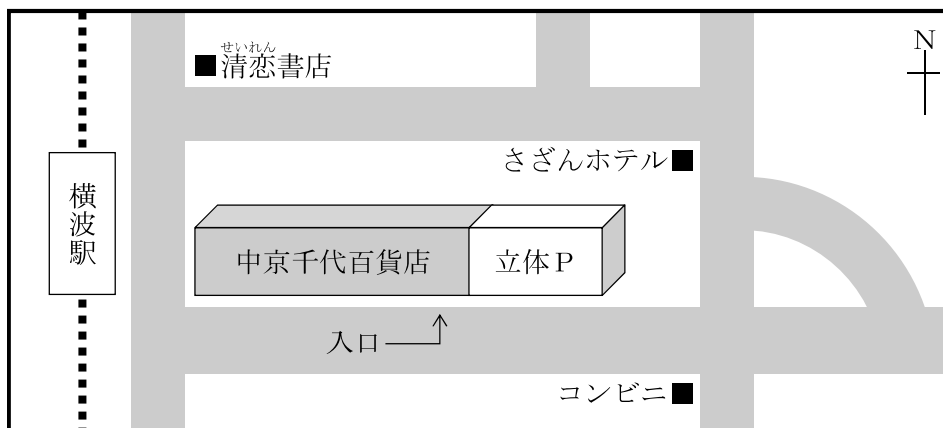 せいれん
清恋書店
N
さざんホテル
横波駅
中京千代百貨店
立体P
入口
コンビニ